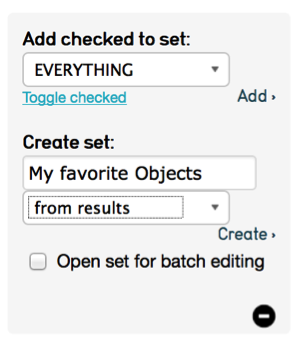 Add checked to set:
EVERYTHING
Toggle checked Add ›
Create set:
My favorite Objects
from results
Create ›
Open set for batch editing